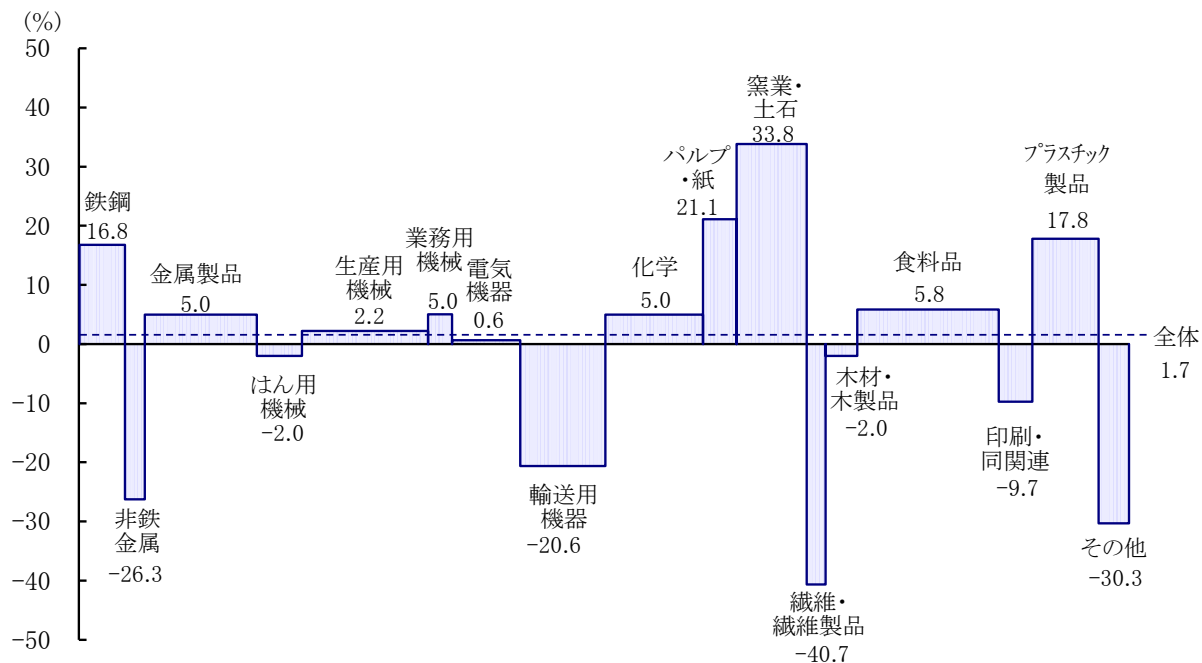 (%)
50
40
30
20
10
0
-10
-20
-30
-40
-50
鉄鋼
16.8
非鉄
金属
-26.3
金属製品
5.0
はん用
機械
-2.0
生産用
機械
2.2
業務用
機械
5.0
電気
機器
0.6
輸送用
機器
-20.6
化学
5.0
パルプ
・紙
21.1
窯業・
土石
33.8
繊維・
繊維製品
-40.7
木材・
木製品
-2.0
食料品
5.8
印刷・
同関連
-9.7
プラスチック
製品
17.8
その他
-30.3
全体
1.7